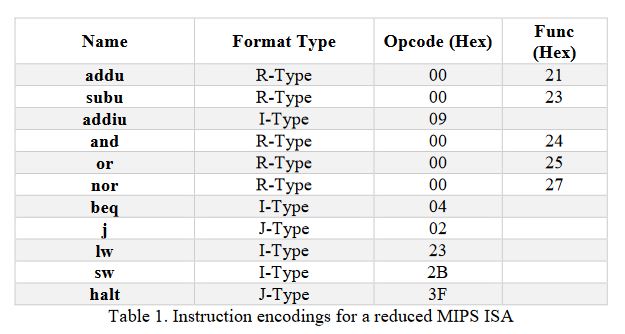 Name Format Type Opcode (Hex) Func
(Hex)
addu R-Type 00 21
subu R-Type 00 23
addiu I-Type 09
and R-Type 00 24
or R-Type 00 25
nor R-Type 00 27
beq I-Type 04
j J-Type 02
lw I-Type 23
sw I-Type 2B
halt J-Type 3F
Table 1. Instruction encodings for a reduced MIPS ISA